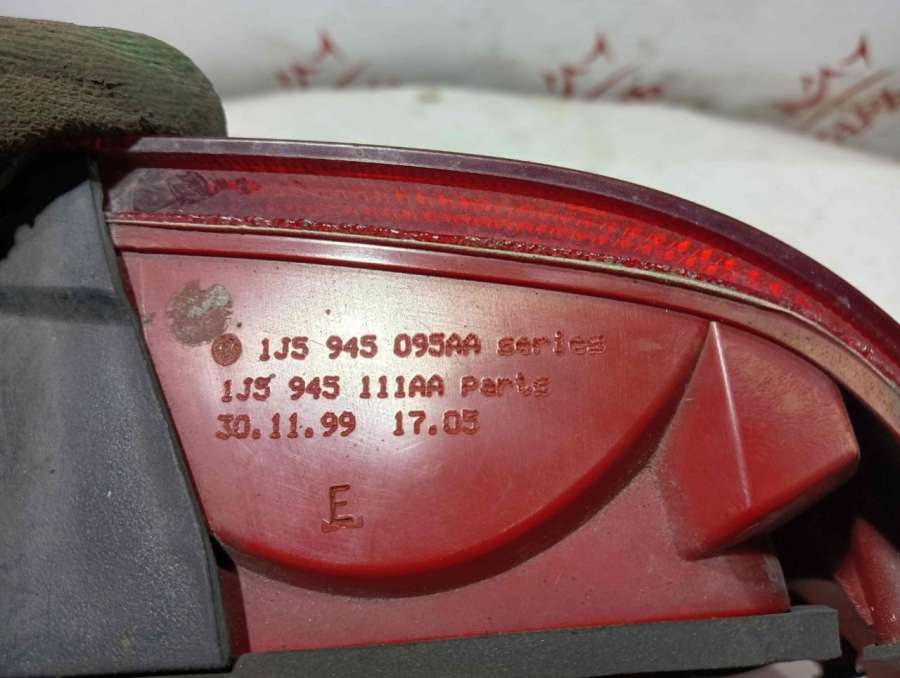 1J5 945 095AA series
1J5 945 111AA Parts
30.11.99 17.05
E